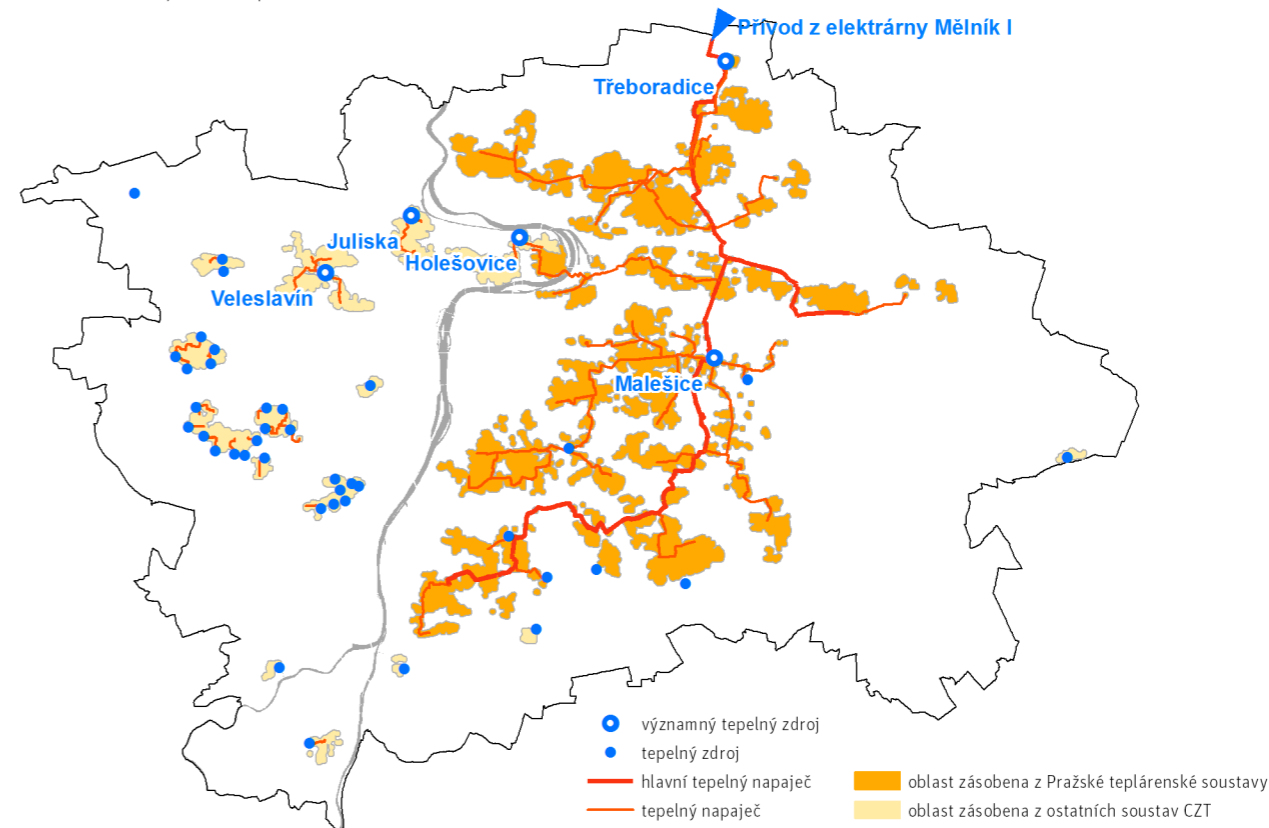 Přívod z elektrárny Mělník I
Třeboradice
Juliska
Holešovice
Veleslavín
Malešice
významný tepelný zdroj
tepelný zdroj
hlavní tepelný napaječ
tepelný napaječ
oblast zásobena z Pražské teplárenské soustavy
oblast zásobena z ostatních soustav CZT